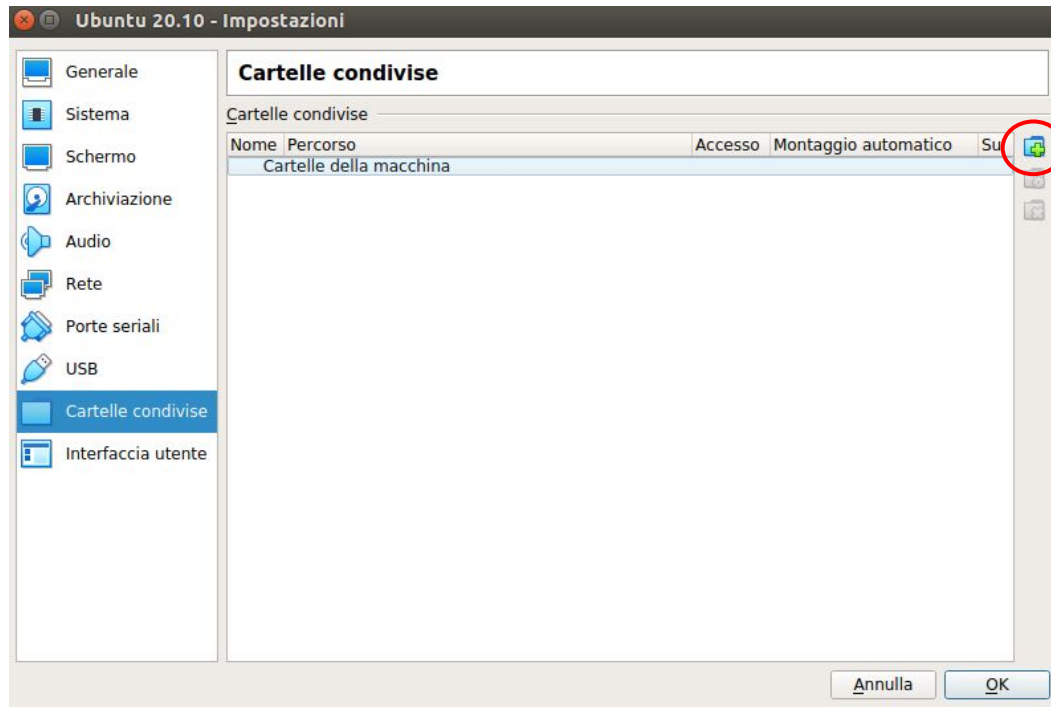 Ubuntu 20.10 - Impostazioni
Generale
Sistema
Schermo
Archiviazione
Audio
Rete
Porte seriali
USB
Cartelle condivise
Interfaccia utente
Cartelle condivise
Cartelle condivise
Nome Percorso Accesso Montaggio automatico Su
Cartelle della macchina
Annulla OK